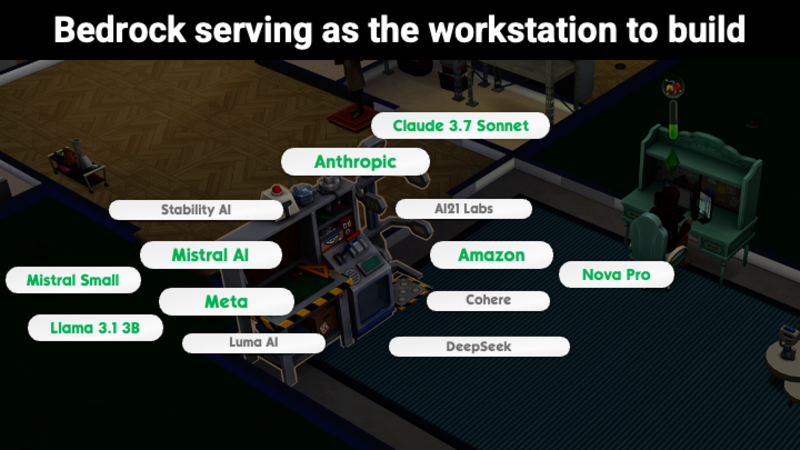 Bedrock serving as the workstation to build
Claude 3.7 Sonnet
Anthropic
Stability AI
AI21 Labs
Mistral AI
Amazon
Mistral Small
Nova Pro
Meta
Cohere
Llama 3.1 3B
Luma AI
DeepSeek